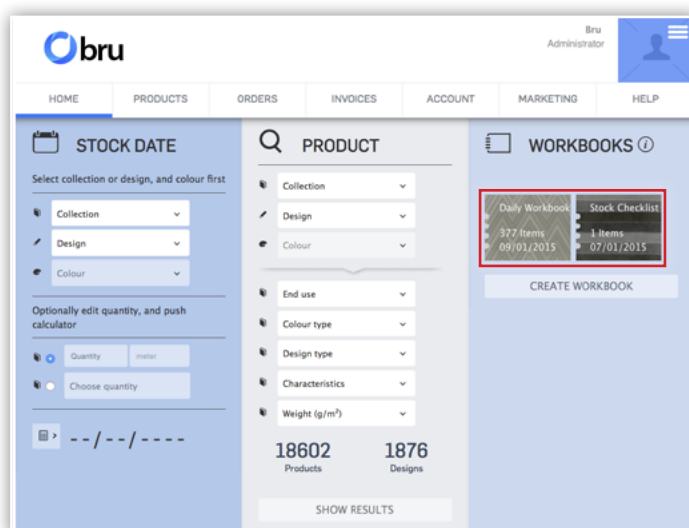 bru
Bru
Administrator
HOME PRODUCTS ORDERS INVOICES ACCOUNT MARKETING HELP
STOCK DATE
Select collection or design, and colour first
Collection
Design
Colour
Optionally edit quantity, and push
calculator
Quantity meter
Choose quantity
--/--/----
PRODUCT
Collection
Design
Colour
End use
Colour type
Design type
Characteristics
Weight (g/m²)
18602 1876
Products Designs
SHOW RESULTS
WORKBOOKS i
Daily Workbook
377 Items
09/01/2015
Stock Checklist
1 Items
07/01/2015
CREATE WORKBOOK